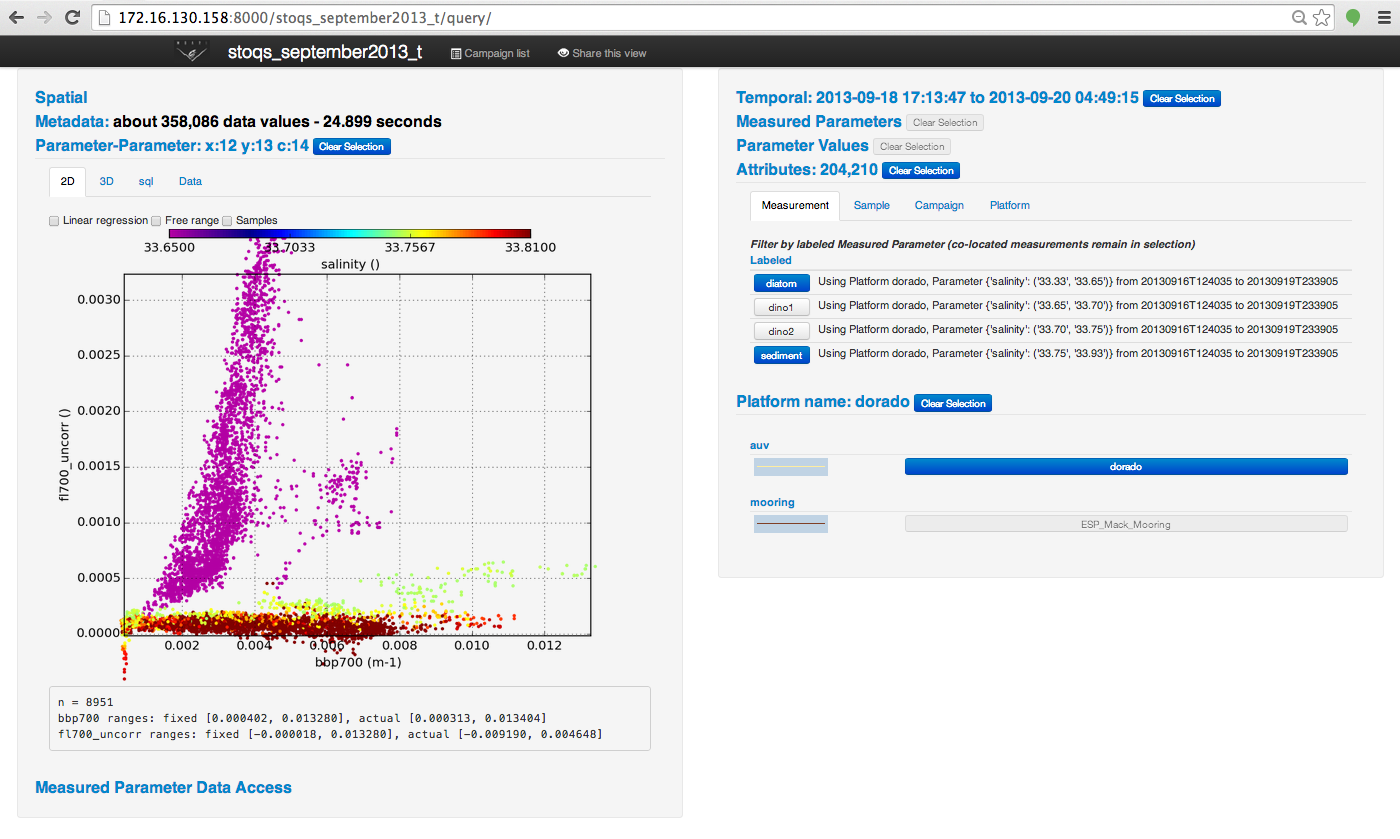 172.16.130.158:8000/stoqs_september2013_t/query/
stoqs_september2013_t Campaign list Share this view
Spatial
Metadata: about 358,086 data values - 24.899 seconds
Parameter-Parameter: x:12 y:13 c:14 Clear Selection
2D 3D sql Data
Linear regression Free range Samples
33.6500 33.7033 33.7567 33.8100
salinity ()
0.0030
0.0025
0.0020
0.0015
0.0010
0.0005
0.0000
fl700_uncorr ()
0.002 0.004 0.006 0.008 0.010 0.012
bbp700 (m-1)
n = 8951
bbp700 ranges: fixed [0.000402, 0.013280], actual [0.000313, 0.013404]
fl700_uncorr ranges: fixed [-0.000018, 0.013280], actual [-0.009190, 0.004648]
Measured Parameter Data Access
Temporal: 2013-09-18 17:13:47 to 2013-09-20 04:49:15 Clear Selection
Measured Parameters Clear Selection
Parameter Values Clear Selection
Attributes: 204,210 Clear Selection
Measurement Sample Campaign Platform
Filter by labeled Measured Parameter (co-located measurements remain in selection)
Labeled
diatom Using Platform dorado, Parameter {'salinity': ('33.33', '33.65')} from 20130916T124035 to 20130919T233905
dino1 Using Platform dorado, Parameter {'salinity': ('33.65', '33.70')} from 20130916T124035 to 20130919T233905
dino2 Using Platform dorado, Parameter {'salinity': ('33.70', '33.75')} from 20130916T124035 to 20130919T233905
sediment Using Platform dorado, Parameter {'salinity': ('33.75', '33.93')} from 20130916T124035 to 20130919T233905
Platform name: dorado Clear Selection
auv
dorado
mooring
ESP_Mack_Mooring